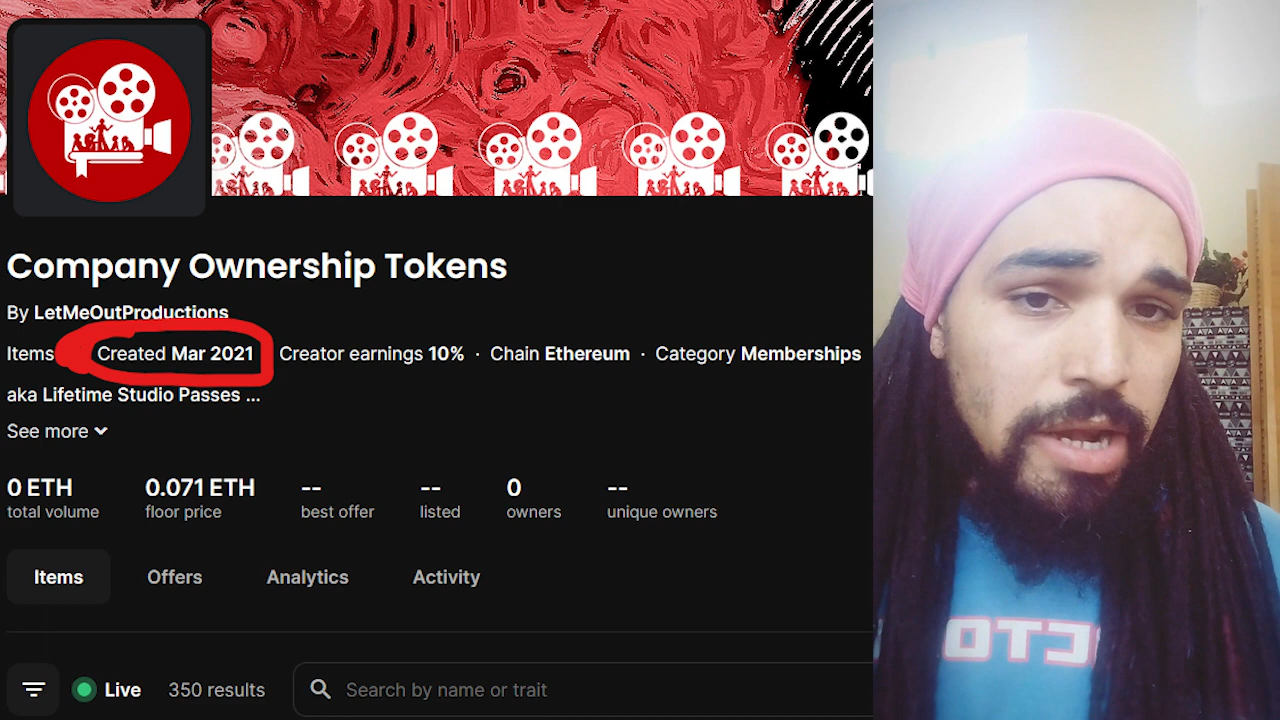 Company Ownership Tokens
By LetMeOutProductions
Items Created Mar 2021 Creator earnings 10% · Chain Ethereum · Category Memberships
aka Lifetime Studio Passes ...
See more
0 ETH 0.071 ETH -- -- 0 --
total volume floor price best offer listed owners unique owners
Items Offers Analytics Activity
Live 350 results Search by name or trait